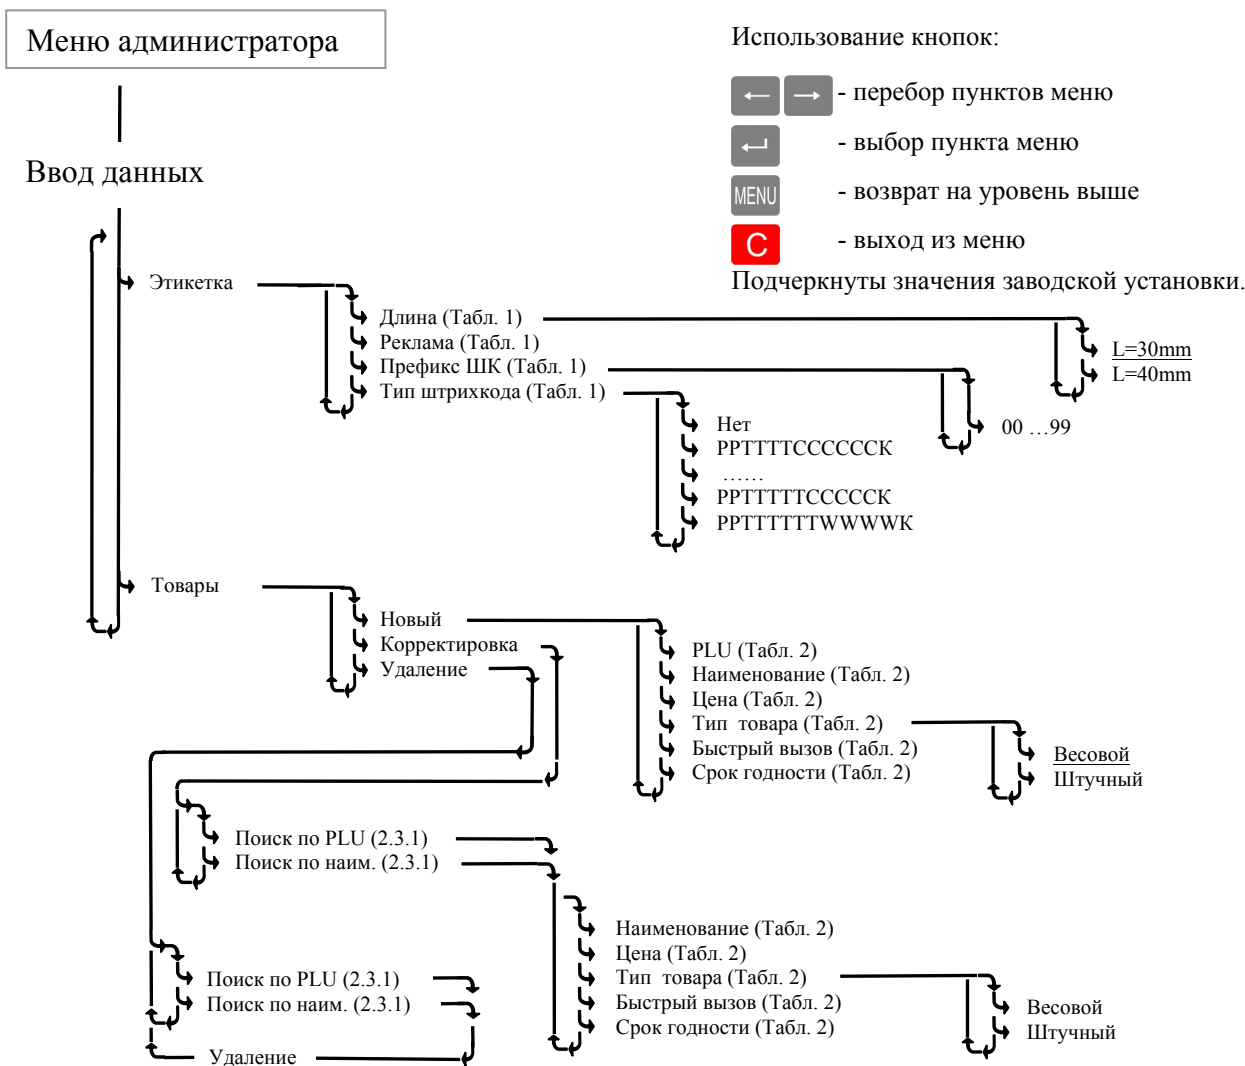 Меню администратора
Использование кнопок:
← → - перебор пунктов меню
- выбор пункта меню
MENU - возврат на уровень выше
C - выход из меню
Подчеркнуты значения заводской установки.
Ввод данных
Этикетка
Длина (Табл. 1)
Реклама (Табл. 1)
Префикс ШК (Табл. 1)
Тип штрихкода (Табл. 1)
L=30mm
L=40mm
00 …99
Нет
РРТТТТССССССК
……
РРТТТТТСССССК
РРТТТТТТWWWWК
Товары
Новый
Корректировка
Удаление
PLU (Табл. 2)
Наименование (Табл. 2)
Цена (Табл. 2)
Тип товара (Табл. 2)
Быстрый вызов (Табл. 2)
Срок годности (Табл. 2)
Весовой
Штучный
Поиск по PLU (2.3.1)
Поиск по наим. (2.3.1)
Наименование (Табл. 2)
Цена (Табл. 2)
Тип товара (Табл. 2)
Быстрый вызов (Табл. 2)
Срок годности (Табл. 2)
Весовой
Штучный
Поиск по PLU (2.3.1)
Поиск по наим. (2.3.1)
Удаление